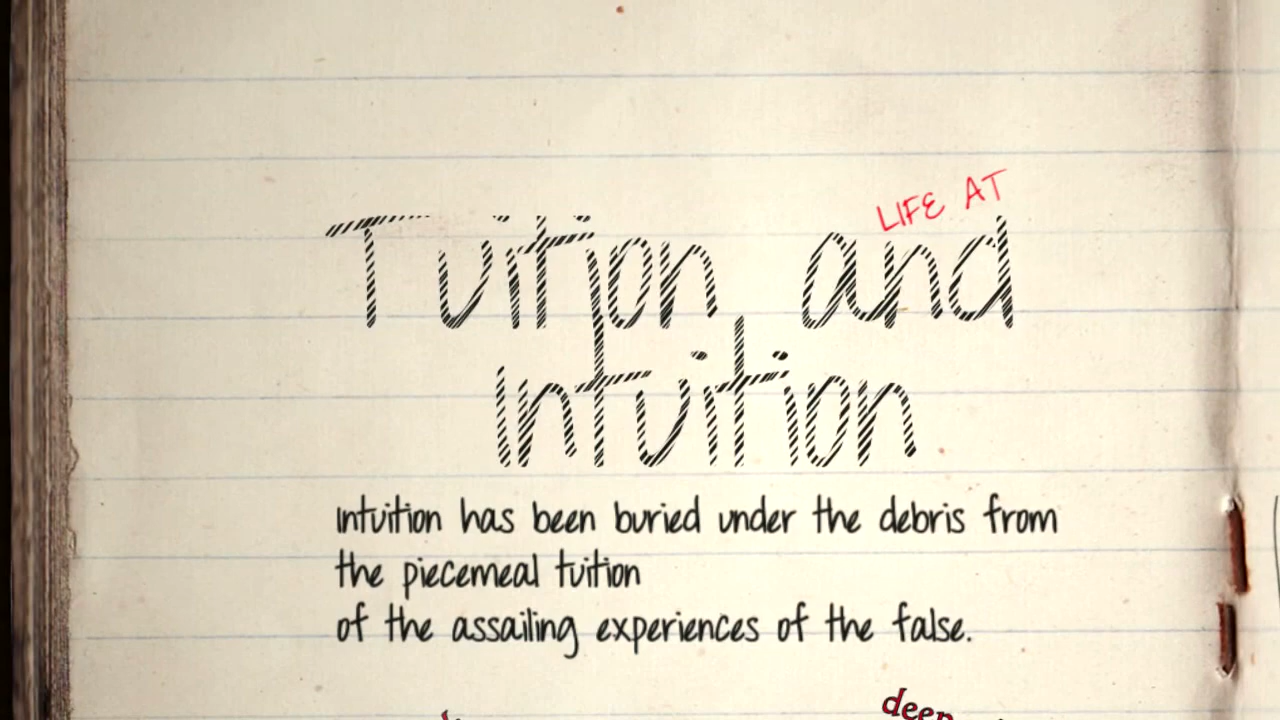 LIFE AT
Tuition and
Intuition
Intuition has been buried under the debris from
the piecemeal tuition
of the assailing experiences of the false.
deep